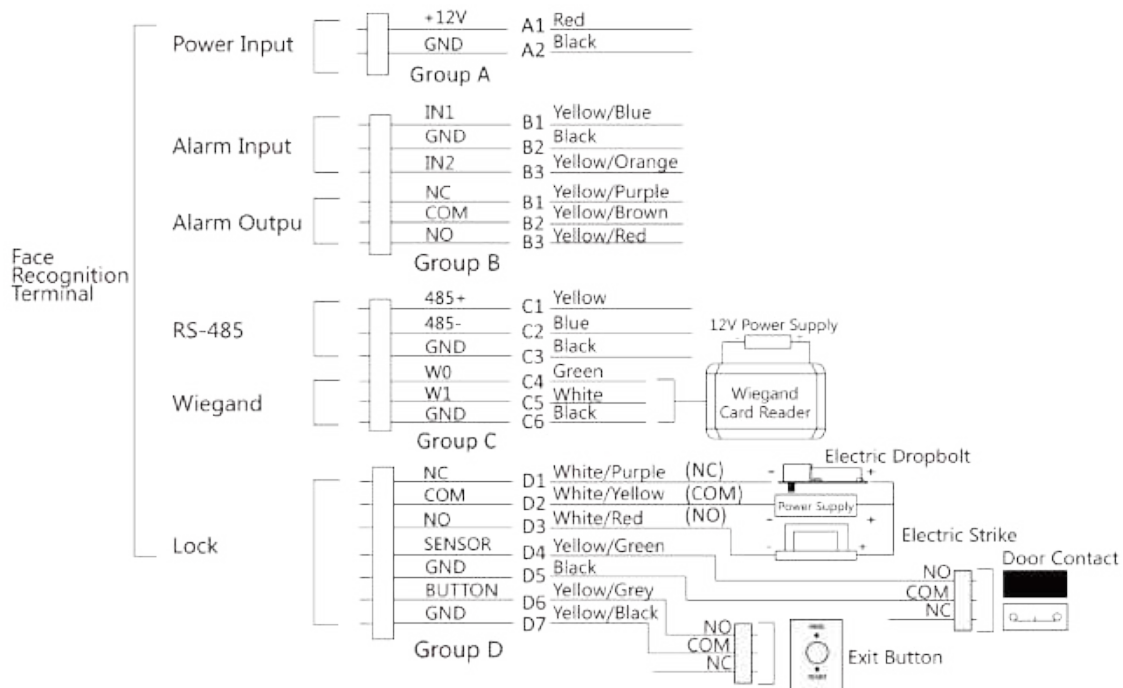 Face
Recognition
Terminal
Power Input
+12V A1 Red
GND A2 Black
Group A
Alarm Input
IN1 B1 Yellow/Blue
GND B2 Black
IN2 B3 Yellow/Orange
Alarm Outpu
NC B1 Yellow/Purple
COM B2 Yellow/Brown
NO B3 Yellow/Red
Group B
RS-485
485+ C1 Yellow
485- C2 Blue
GND C3 Black
Wiegand
W0 C4 Green
W1 C5 White
GND C6 Black
Group C
12V Power Supply
- +
Wiegand
Card Reader
Lock
NC D1 White/Purple (NC)
COM D2 White/Yellow (COM)
NO D3 White/Red (NO)
SENSOR D4 Yellow/Green
GND D5 Black
BUTTON D6 Yellow/Grey
GND D7 Yellow/Black
Group D
Electric Dropbolt
- +
Power Supply
- +
Electric Strike
- +
Door Contact
NO
COM
NC
NO
COM
NC
Exit Button